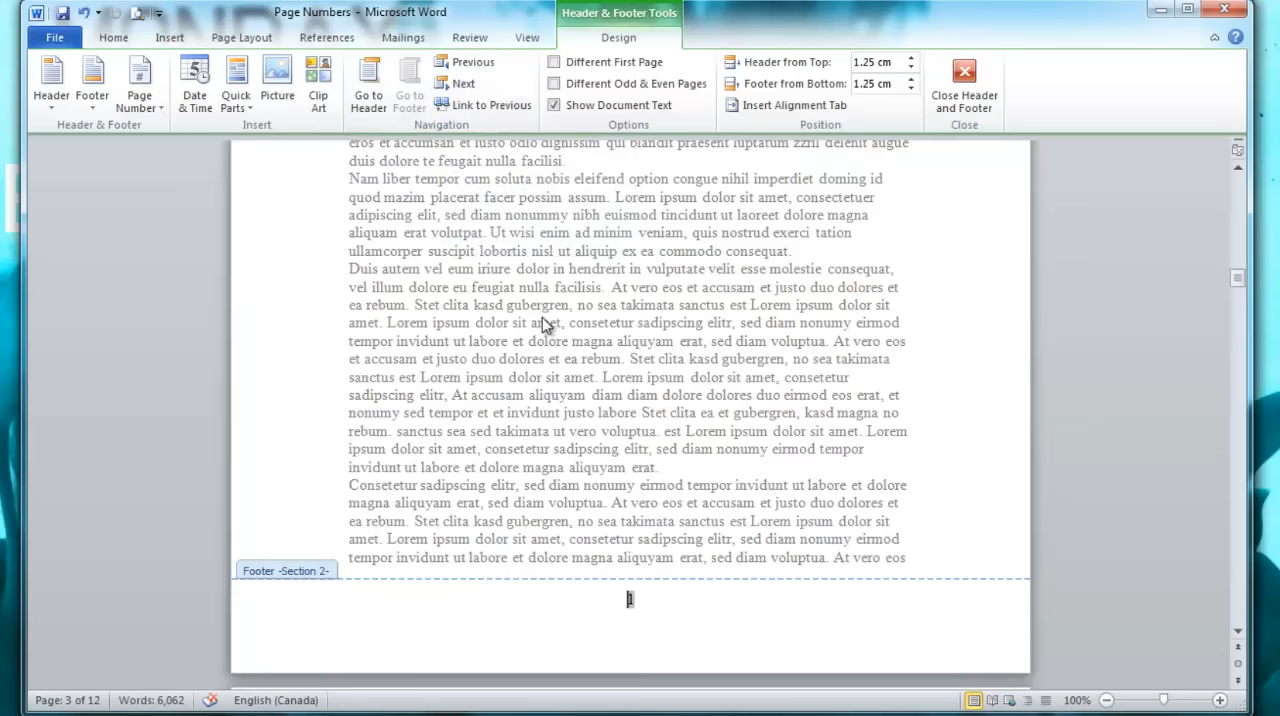 Page Numbers - Microsoft Word
Header & Footer Tools
File Home Insert Page Layout References Mailings Review View Design
Header
Footer
Page Number
Header & Footer
Date & Time
Quick Parts
Picture
Clip Art
Insert
Go to Header
Go to Footer
Previous
Next
Link to Previous
Navigation
Different First Page
Different Odd & Even Pages
Show Document Text
Options
Header from Top: 1.25 cm
Footer from Bottom: 1.25 cm
Insert Alignment Tab
Position
Close Header and Footer
Close
eros et accumsan et iusto odio dignissim qui blandit praesent luptatum zzril delenit augue
duis dolore te feugait nulla facilisi.
Nam liber tempor cum soluta nobis eleifend option congue nihil imperdiet doming id
quod mazim placerat facer possim assum. Lorem ipsum dolor sit amet, consectetuer
adipiscing elit, sed diam nonummy nibh euismod tincidunt ut laoreet dolore magna
aliquam erat volutpat. Ut wisi enim ad minim veniam, quis nostrud exerci tation
ullamcorper suscipit lobortis nisl ut aliquip ex ea commodo consequat.
Duis autem vel eum iriure dolor in hendrerit in vulputate velit esse molestie consequat,
vel illum dolore eu feugiat nulla facilisis. At vero eos et accusam et justo duo dolores et
ea rebum. Stet clita kasd gubergren, no sea takimata sanctus est Lorem ipsum dolor sit
amet. Lorem ipsum dolor sit amet, consetetur sadipscing elitr, sed diam nonumy eirmod
tempor invidunt ut labore et dolore magna aliquyam erat, sed diam voluptua. At vero eos
et accusam et justo duo dolores et ea rebum. Stet clita kasd gubergren, no sea takimata
sanctus est Lorem ipsum dolor sit amet. Lorem ipsum dolor sit amet, consetetur
sadipscing elitr, At accusam aliquyam diam diam dolore dolores duo eirmod eos erat, et
nonumy sed tempor et et invidunt justo labore Stet clita ea et gubergren, kasd magna no
rebum. sanctus sea sed takimata ut vero voluptua. est Lorem ipsum dolor sit amet. Lorem
ipsum dolor sit amet, consetetur sadipscing elitr, sed diam nonumy eirmod tempor
invidunt ut labore et dolore magna aliquyam erat.
Consetetur sadipscing elitr, sed diam nonumy eirmod tempor invidunt ut labore et dolore
magna aliquyam erat, sed diam voluptua. At vero eos et accusam et justo duo dolores et
ea rebum. Stet clita kasd gubergren, no sea takimata sanctus est Lorem ipsum dolor sit
amet. Lorem ipsum dolor sit amet, consetetur sadipscing elitr, sed diam nonumy eirmod
tempor invidunt ut labore et dolore magna aliquyam erat, sed diam voluptua. At vero eos
Footer -Section 2-
1
Page: 3 of 12 Words: 6,062 English (Canada) 100%